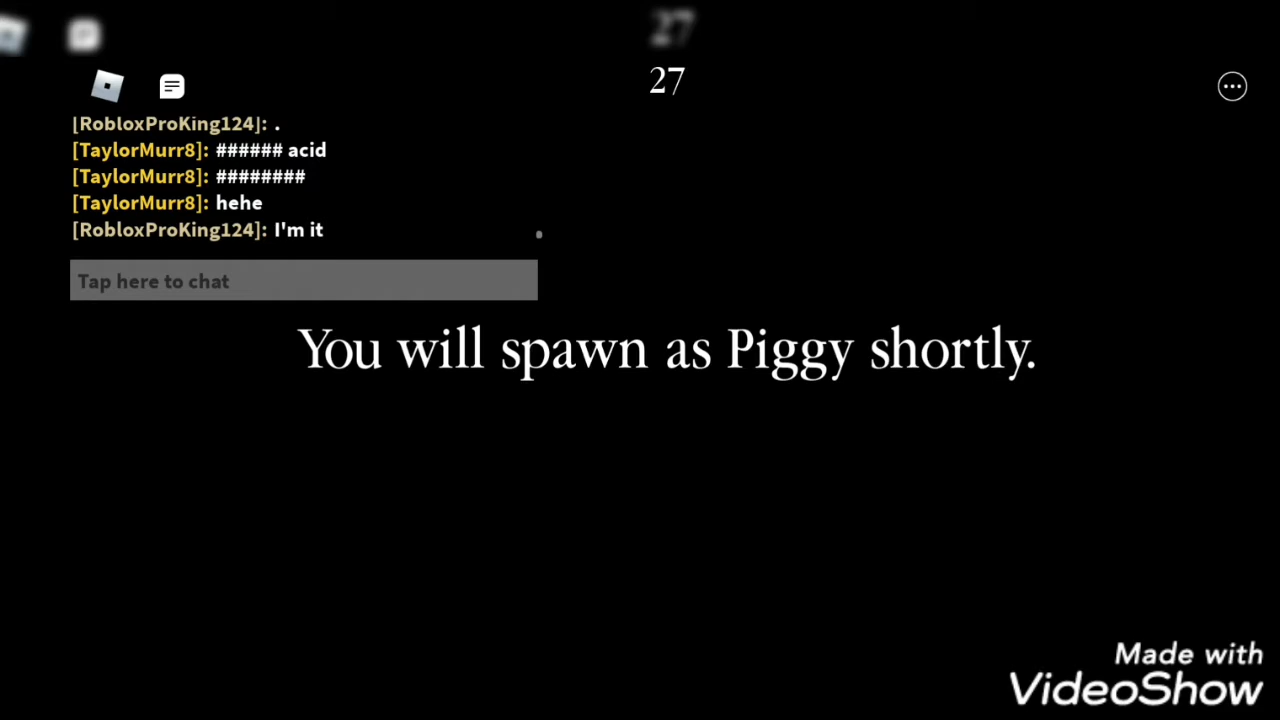 27
27
[RobloxProKing124]: .
[TaylorMurr8]: ###### acid
[TaylorMurr8]: ########
[TaylorMurr8]: hehe
[RobloxProKing124]: I'm it
Tap here to chat
You will spawn as Piggy shortly.
Made with
VideoShow